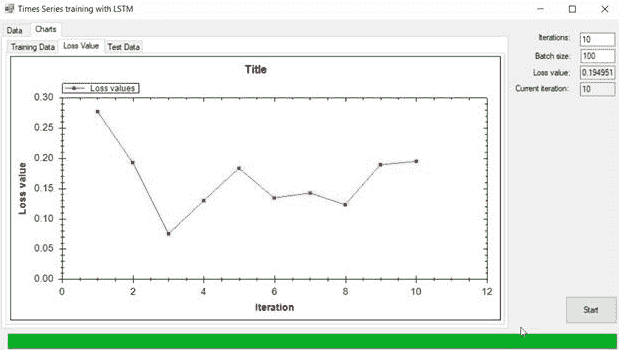 Times Series training with LSTM
Data Charts
Training Data Loss Value Test Data
Title
Loss values
0.30
0.25
0.20
0.15
0.10
0.05
0.00
Loss value
0 2 4 6 8 10 12
Iteration
Iterations: 10
Batch size: 100
Loss value: 0.194951
Current iteration: 10
Start